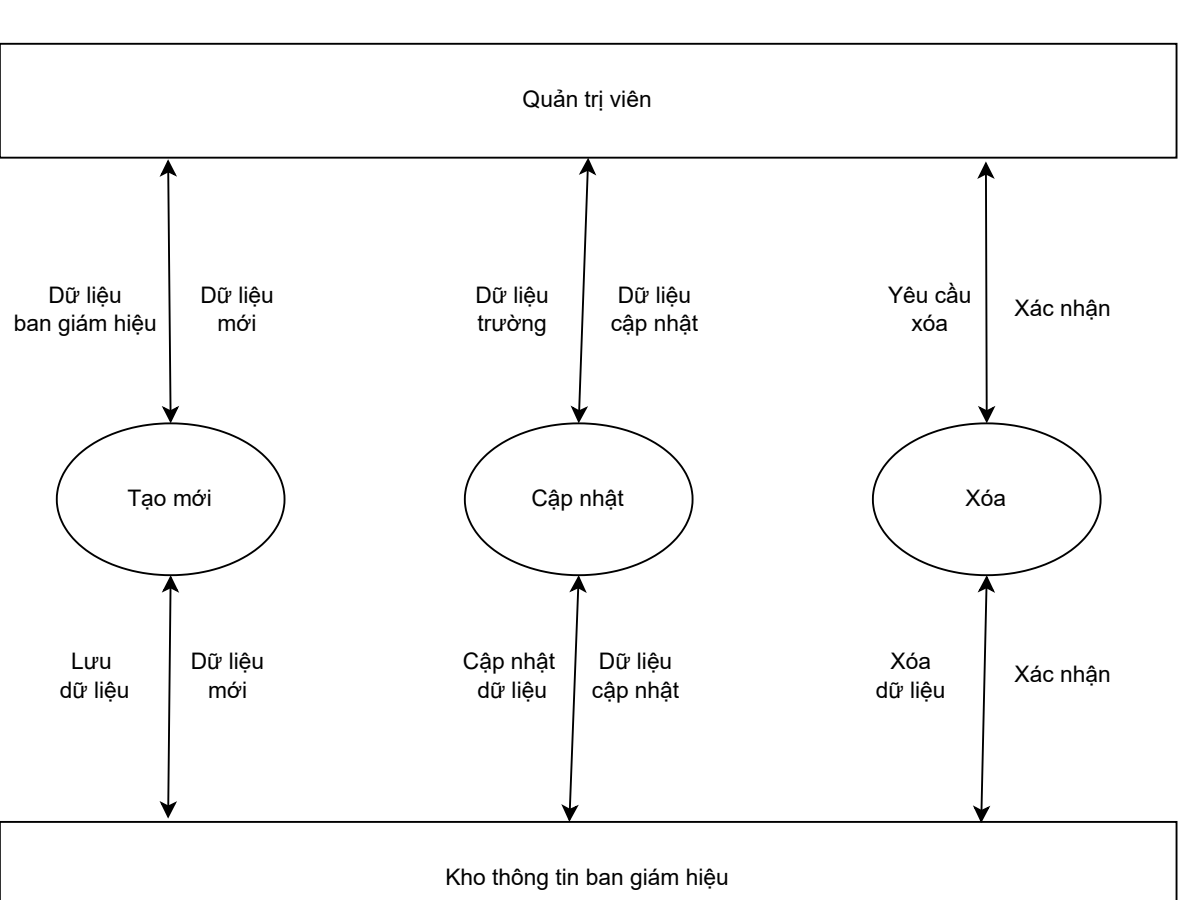 Quản trị viên
Dữ liệu
ban giám hiệu
Dữ liệu
mới
Dữ liệu
trường
Dữ liệu
cập nhật
Yêu cầu
xóa
Xác nhận
Tạo mới
Cập nhật
Xóa
Lưu
dữ liệu
Dữ liệu
mới
Cập nhật
dữ liệu
Dữ liệu
cập nhật
Xóa
dữ liệu
Xác nhận
Kho thông tin ban giám hiệu